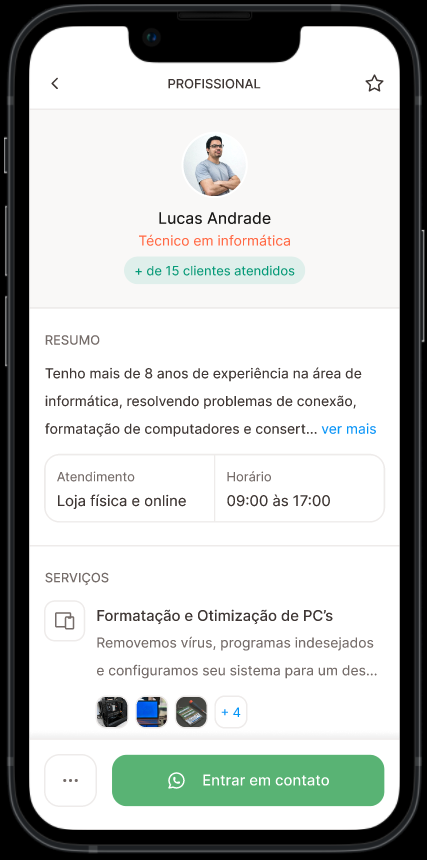 PROFISSIONAL
Lucas Andrade
Técnico em informática
+ de 15 clientes atendidos
RESUMO
Tenho mais de 8 anos de experiência na área de
informática, resolvendo problemas de conexão,
formatação de computadores e consert... ver mais
Atendimento
Horário
Loja física e online
09:00 às 17:00
SERVIÇOS
Formatação e Otimização de PC’s
Removemos vírus, programas indesejados
e configuramos seu sistema para um des...
+ 4
Entrar em contato